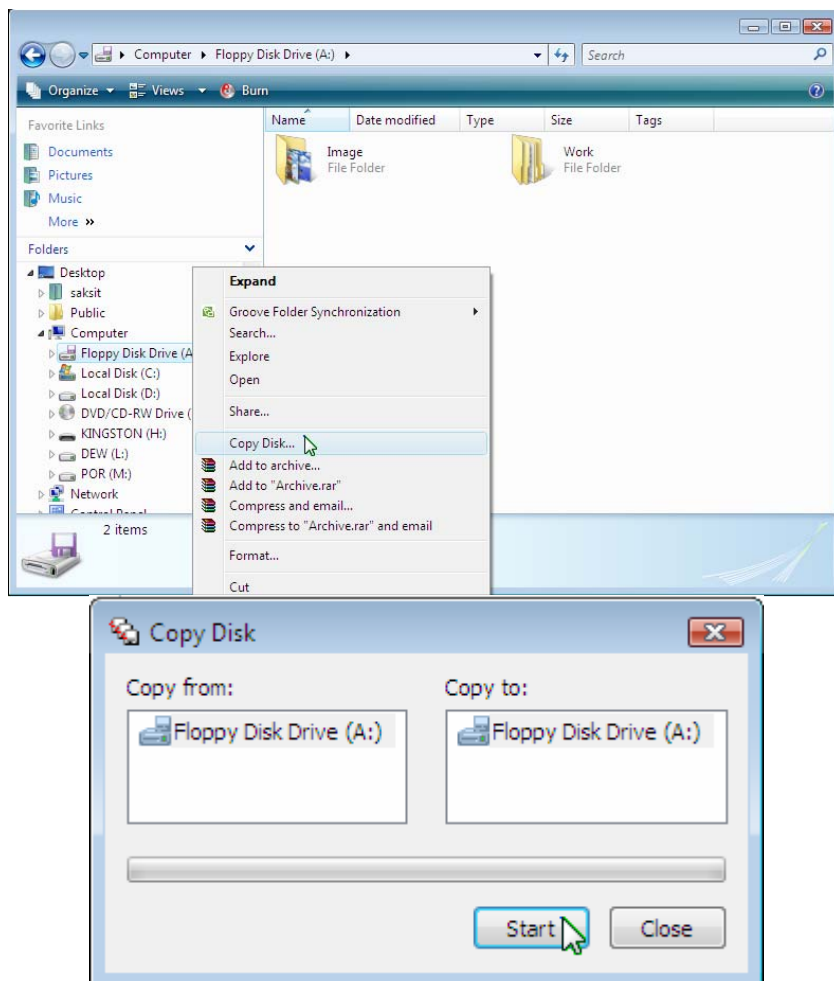 Computer ▸ Floppy Disk Drive (A:) ▸ Search
Organize Views Burn
Favorite Links
Documents
Pictures
Music
More »
Folders
Desktop
saksit
Public
Computer
Floppy Disk Drive (A
Local Disk (C:)
Local Disk (D:)
DVD/CD-RW Drive (
KINGSTON (H:)
DEW (L:)
POR (M:)
Network
Control Panel
Name Date modified Type Size Tags
Image
File Folder
Work
File Folder
Expand
Groove Folder Synchronization
Search...
Explore
Open
Share...
Copy Disk...
Add to archive...
Add to "Archive.rar"
Compress and email...
Compress to "Archive.rar" and email
Format...
Cut
2 items
Copy Disk
Copy from: Copy to:
Floppy Disk Drive (A:) Floppy Disk Drive (A:)
Start Close